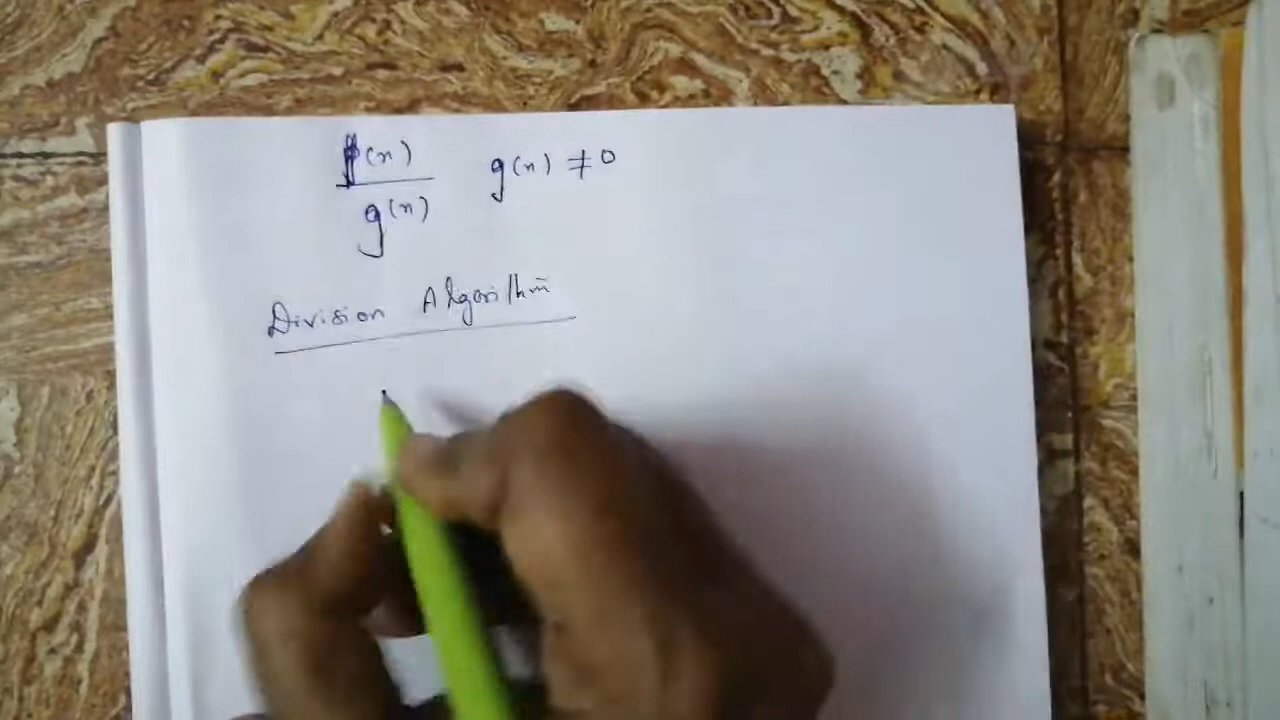 p(x)
g(x)
g(x) ≠ 0
Division Algorithm